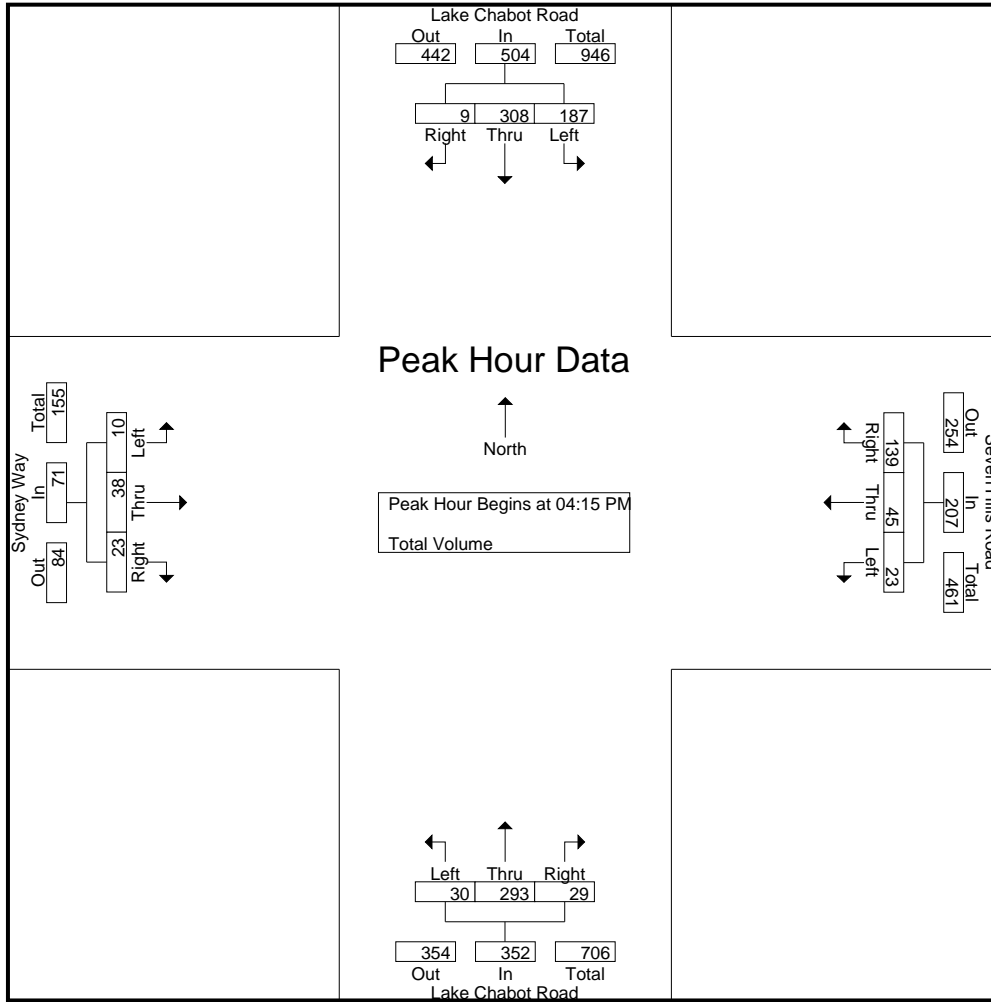 Lake Chabot Road
Out In Total
442 504 946
9 308 187
Right Thru Left
Peak Hour Data
North
Peak Hour Begins at 04:15 PM
Total Volume
Sydney Way
Total In Out
155 71 84
10 38 23
Left Thru Right
Right Thru Left
139 45 23
254 207 461
Out In Total
Seven Hills Road
Left Thru Right
30 293 29
354 352 706
Out In Total
Lake Chabot Road